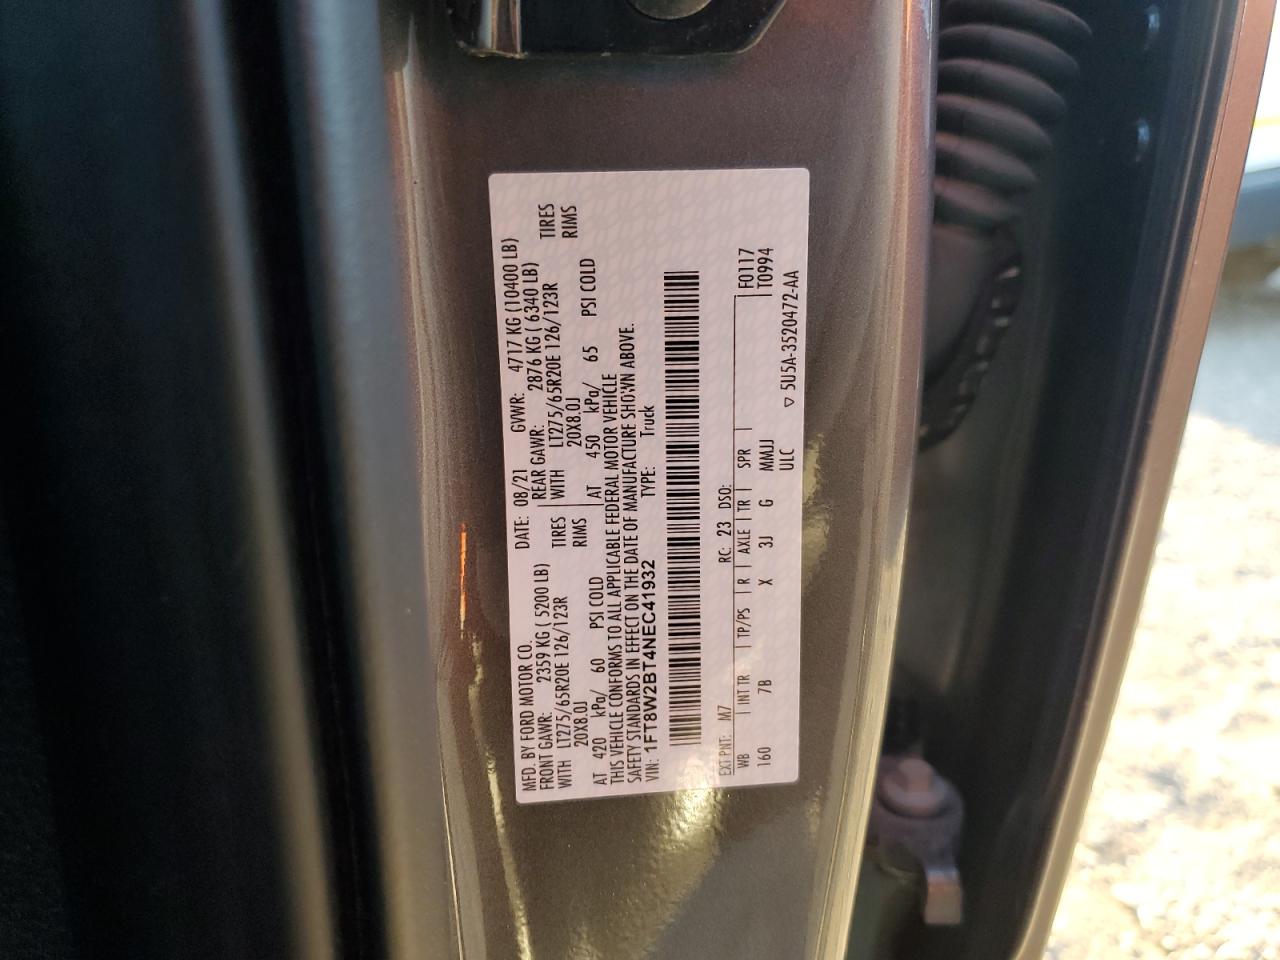 MFD. BY FORD MOTOR CO.
DATE: 08/21 GVWR: 4717 KG (10400 LB)
FRONT GAWR: 2359 KG ( 5200 LB) REAR GAWR: 2876 KG ( 6340 LB)
WITH LT275/65R20E 126/123R TIRES WITH LT275/65R20E 126/123R TIRES
20X8.0J RIMS 20X8.0J RIMS
AT 420 kPa/ 60 PSI COLD AT 450 kPa/ 65 PSI COLD
THIS VEHICLE CONFORMS TO ALL APPLICABLE FEDERAL MOTOR VEHICLE
SAFETY STANDARDS IN EFFECT ON THE DATE OF MANUFACTURE SHOWN ABOVE.
VIN: 1FT8W2BT4NEC41932 TYPE: Truck
EXT PNT: M7 RC: 23 DSO:
WB | INT TR | TP/PS | R | AXLE | TR | SPR | F0117
160 7B X 3J G MMJJ T0994
ULC ▽ 5U5A-3520472-AA